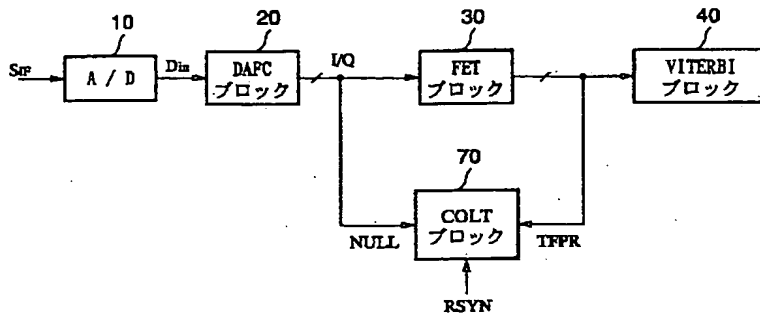 10
20
30
40
SIF
A / D
Din
DAFC
ブロック
I/Q
FET
ブロック
VITERBI
ブロック
70
COLT
ブロック
NULL
TFPR
RSYN